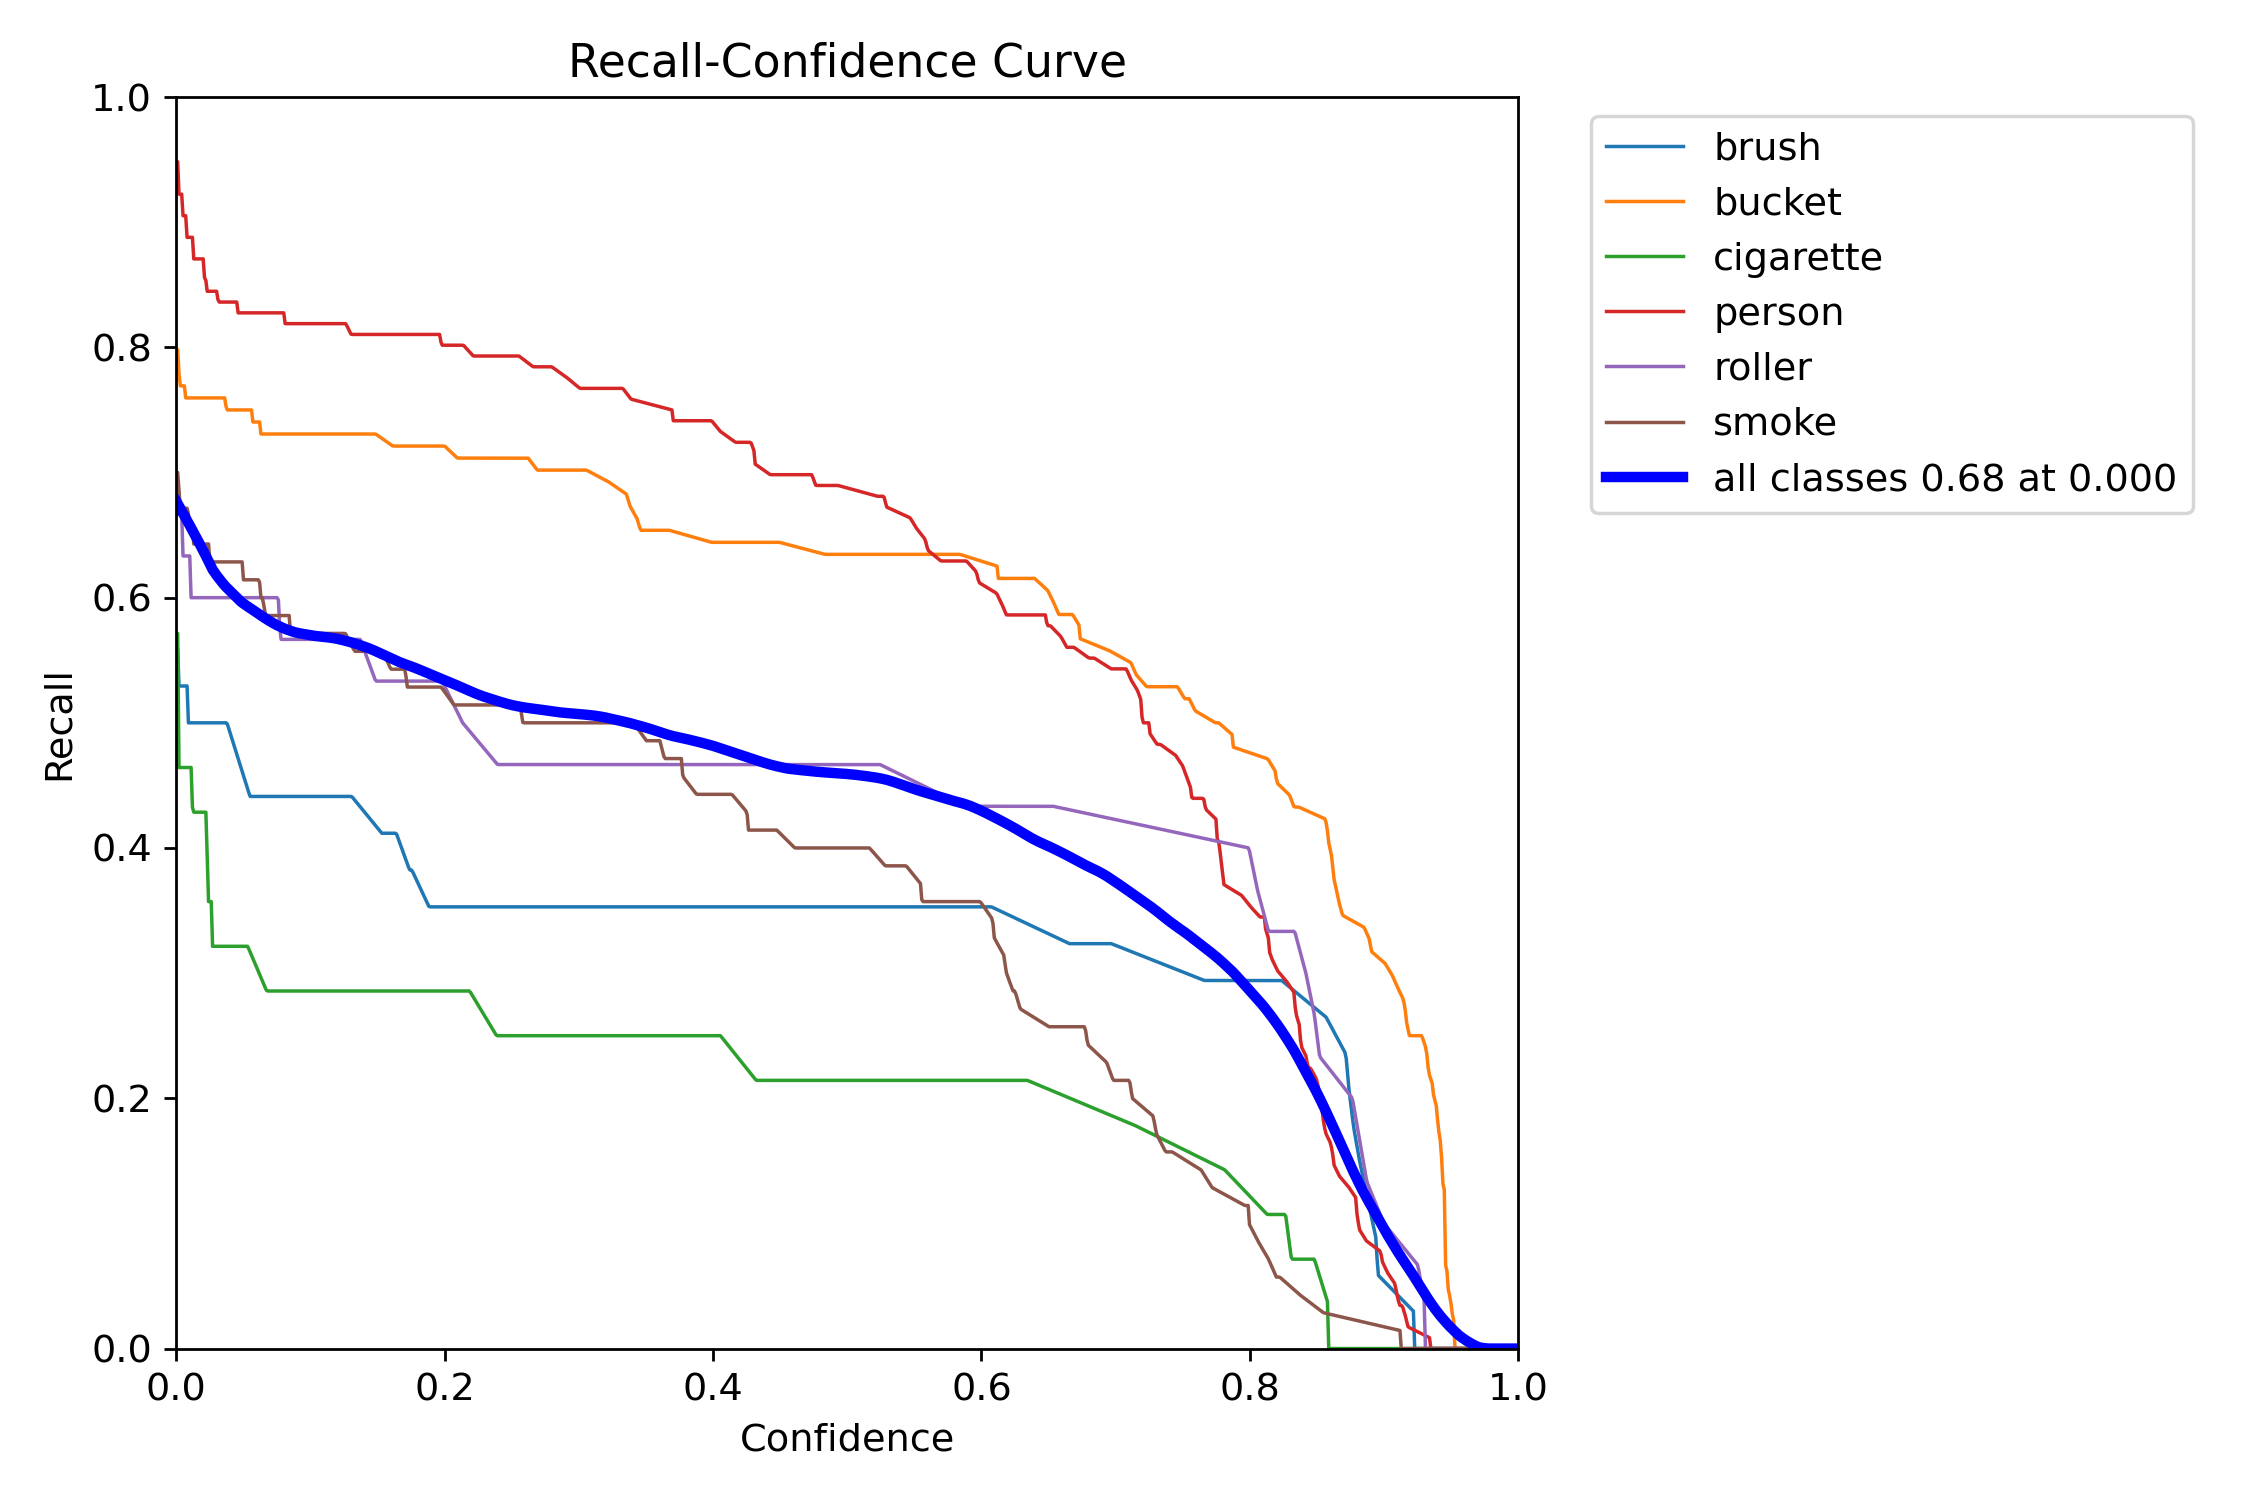 Recall-Confidence Curve
1.0
0.8
0.6
0.4
0.2
0.0
Recall
0.0 0.2 0.4 0.6 0.8 1.0
Confidence
brush
bucket
cigarette
person
roller
smoke
all classes 0.68 at 0.000